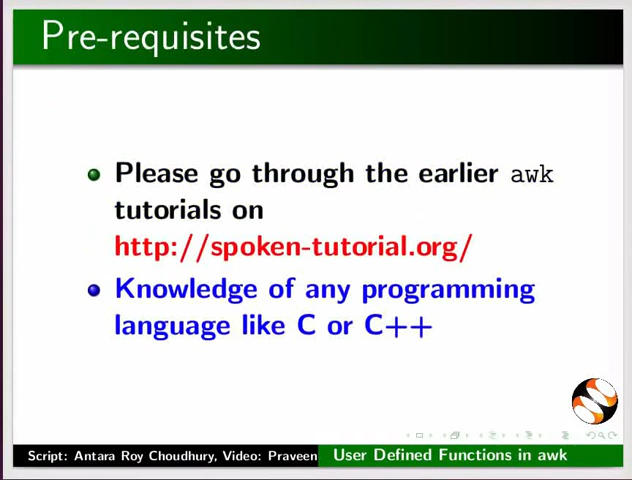 Pre-requisites
Please go through the earlier awk
tutorials on
http://spoken-tutorial.org/
Knowledge of any programming
language like C or C++
Script: Antara Roy Choudhury, Video: Praveen
User Defined Functions in awk